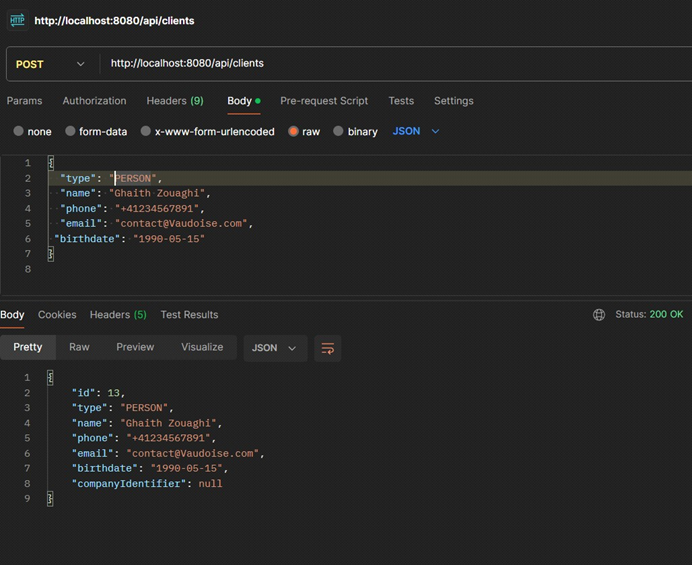 HTTP http://localhost:8080/api/clients
POST http://localhost:8080/api/clients
Params Authorization Headers (9) Body Pre-request Script Tests Settings
none form-data x-www-form-urlencoded raw binary JSON
1 {
2 "type": "PERSON",
3 "name": "Ghaith Zouaghi",
4 "phone": "+41234567891",
5 "email": "contact@Vaudoise.com",
6 "birthdate": "1990-05-15"
7 }
8
Body Cookies Headers (5) Test Results Status: 200 OK
Pretty Raw Preview Visualize JSON
1 {
2 "id": 13,
3 "type": "PERSON",
4 "name": "Ghaith Zouaghi",
5 "phone": "+41234567891",
6 "email": "contact@Vaudoise.com",
7 "birthdate": "1990-05-15",
8 "companyIdentifier": null
9 }